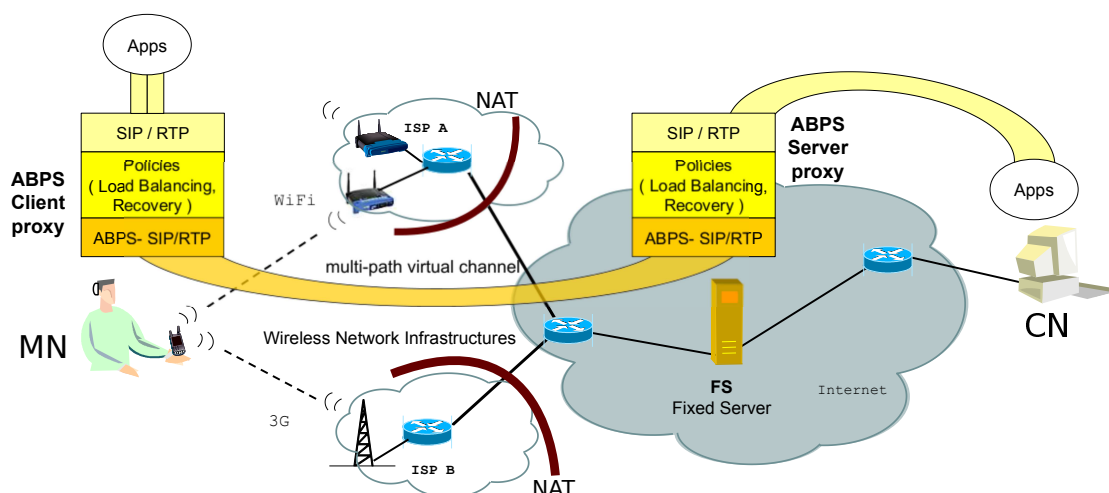 Apps
SIP / RTP
Policies
( Load Balancing,
Recovery )
ABPS- SIP/RTP
ABPS
Client
proxy
MN
WiFi
3G
ISP A
NAT
multi-path virtual channel
Wireless Network Infrastructures
ISP B
NAT
SIP / RTP
Policies
( Load Balancing,
Recovery )
ABPS- SIP/RTP
ABPS
Server
proxy
FS
Fixed Server
Internet
Apps
CN